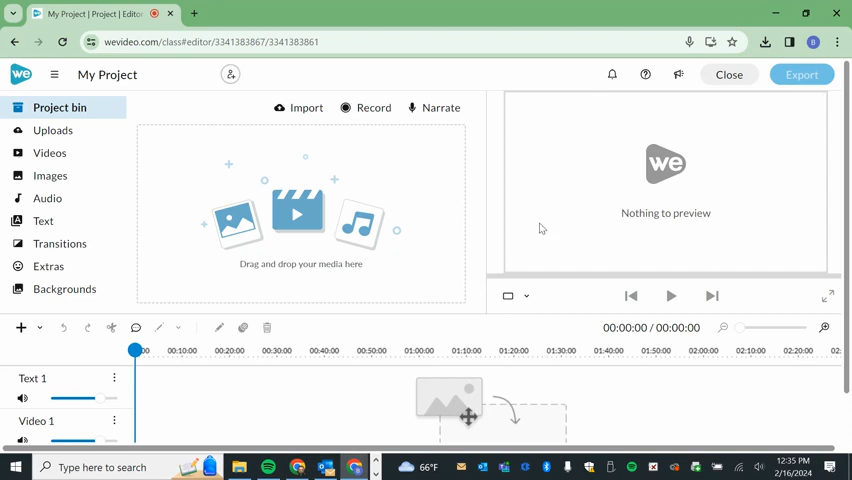 My Project | Project | Editor
wevideo.com/class#editor/3341383867/3341383861
B
we
My Project
Close
Export
Project bin
Import
Record
Narrate
Uploads
Videos
Images
Audio
Text
Transitions
Extras
Backgrounds
Drag and drop your media here
we
Nothing to preview
00:00:00 / 00:00:00
:00
00:10:00
00:20:00
00:30:00
00:40:00
00:50:00
01:00:00
01:10:00
01:20:00
01:30:00
01:40:00
01:50:00
02:00:00
02:10:00
02:20:00
02:
Text 1
Video 1
Type here to search
66°F
12:35 PM
2/16/2024